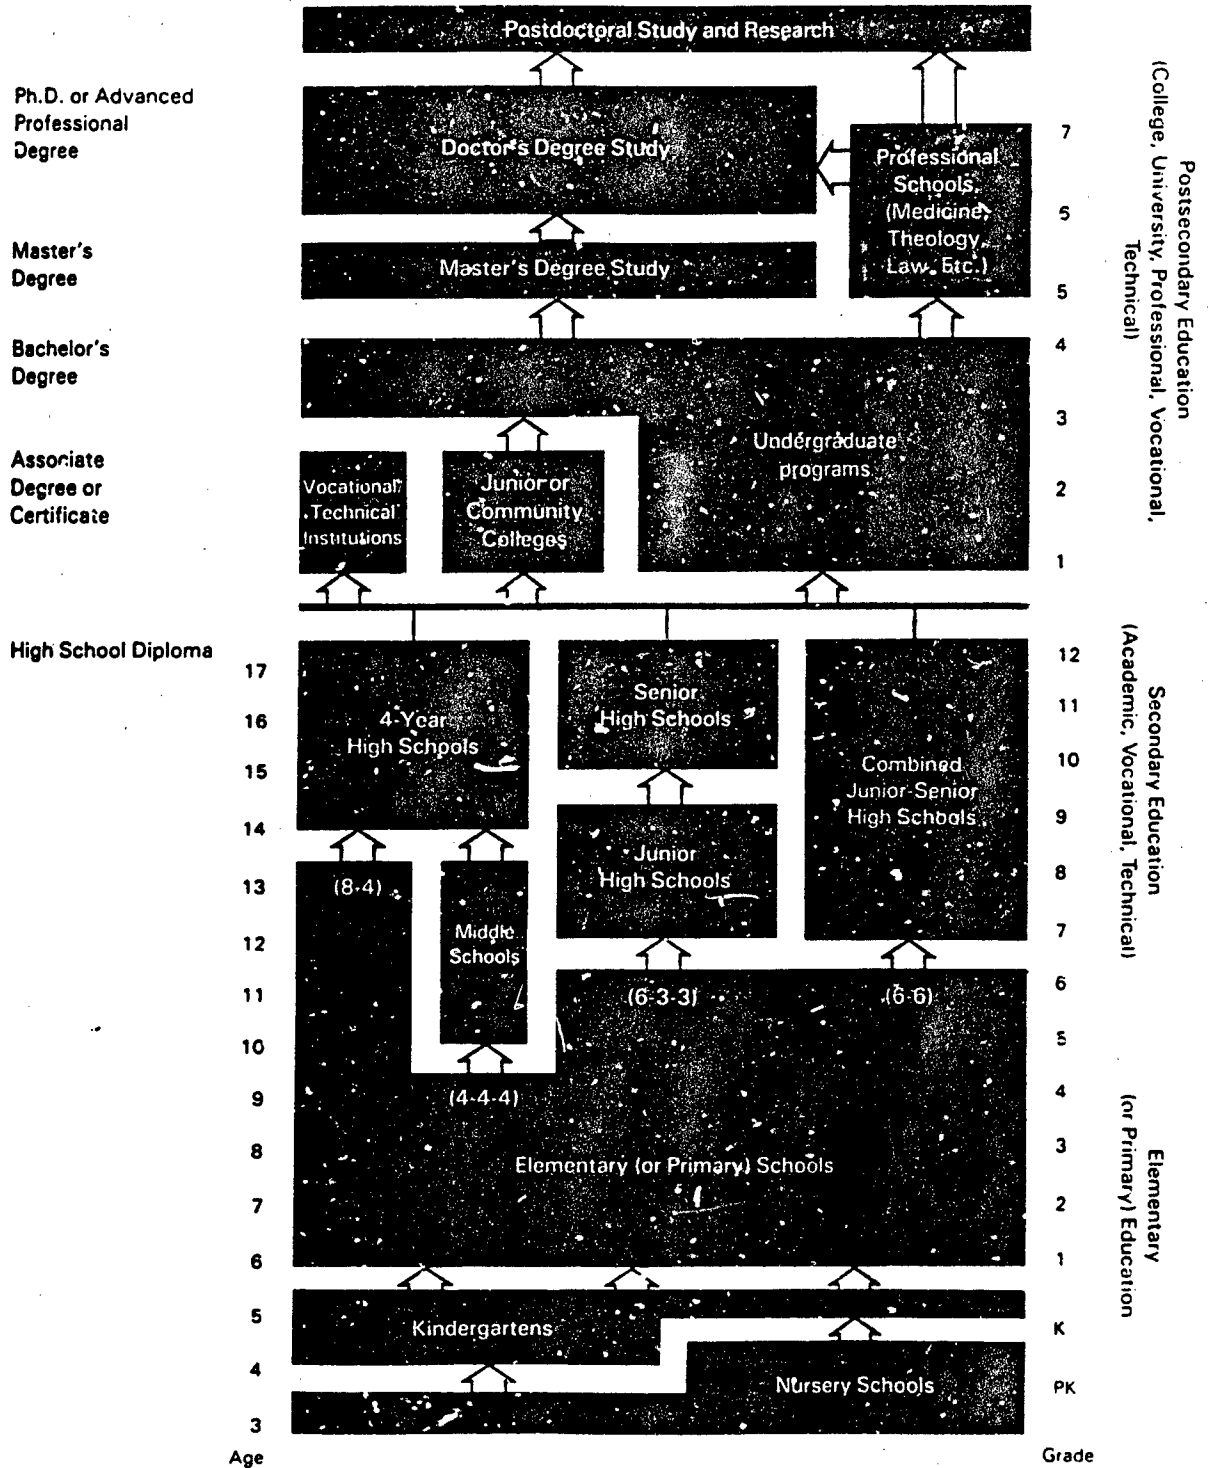 Postdoctoral Study and Research
Ph.D. or Advanced
Professional
Degree
Doctor's Degree Study
7
Professional
Schools
(Medicine,
Theology,
Law, Etc.)
6
Master's
Degree
Master's Degree Study
5
Bachelor's
Degree
4
3
Undergraduate
programs
Associate
Degree or
Certificate
Vocational/
Technical
Institutions
Junior or
Community
Colleges
2
1
Postsecondary Education
(College, University, Professional, Vocational,
Technical)
High School Diploma
17
16
15
14
13
12
11
10
9
8
7
6
5
4
3
Age
4-Year
High Schools
Senior
High Schools
Combined
Junior-Senior
High Schools
Junior
High Schools
(8-4)
Middle
Schools
(6-3-3)
(6-6)
(4-4-4)
Elementary (or Primary) Schools
Kindergartens
Nursery Schools
12
11
10
9
8
7
6
5
4
3
2
1
K
PK
Grade
Secondary Education
(Academic, Vocational, Technical)
Elementary
(or Primary) Education